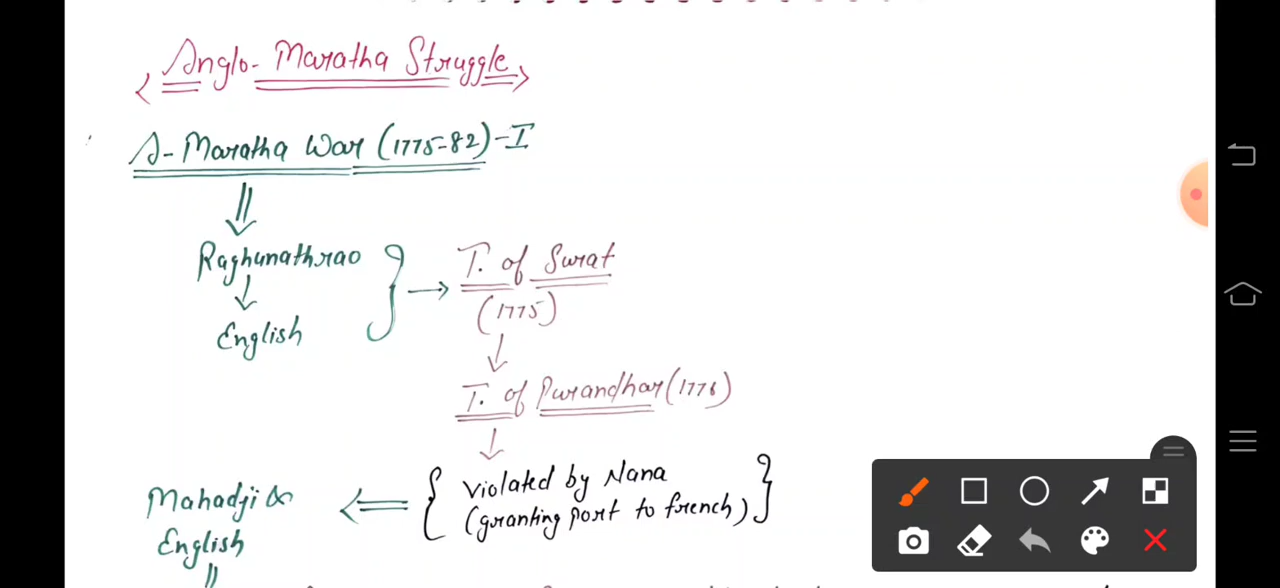 Anglo-Maratha Struggle
A-Maratha War (1775-82)-I
Raghunathrao
English
T. of Surat
(1775)
T. of Purandhar (1776)
violated by Nana
(granting port to french)
Mahadji &
English